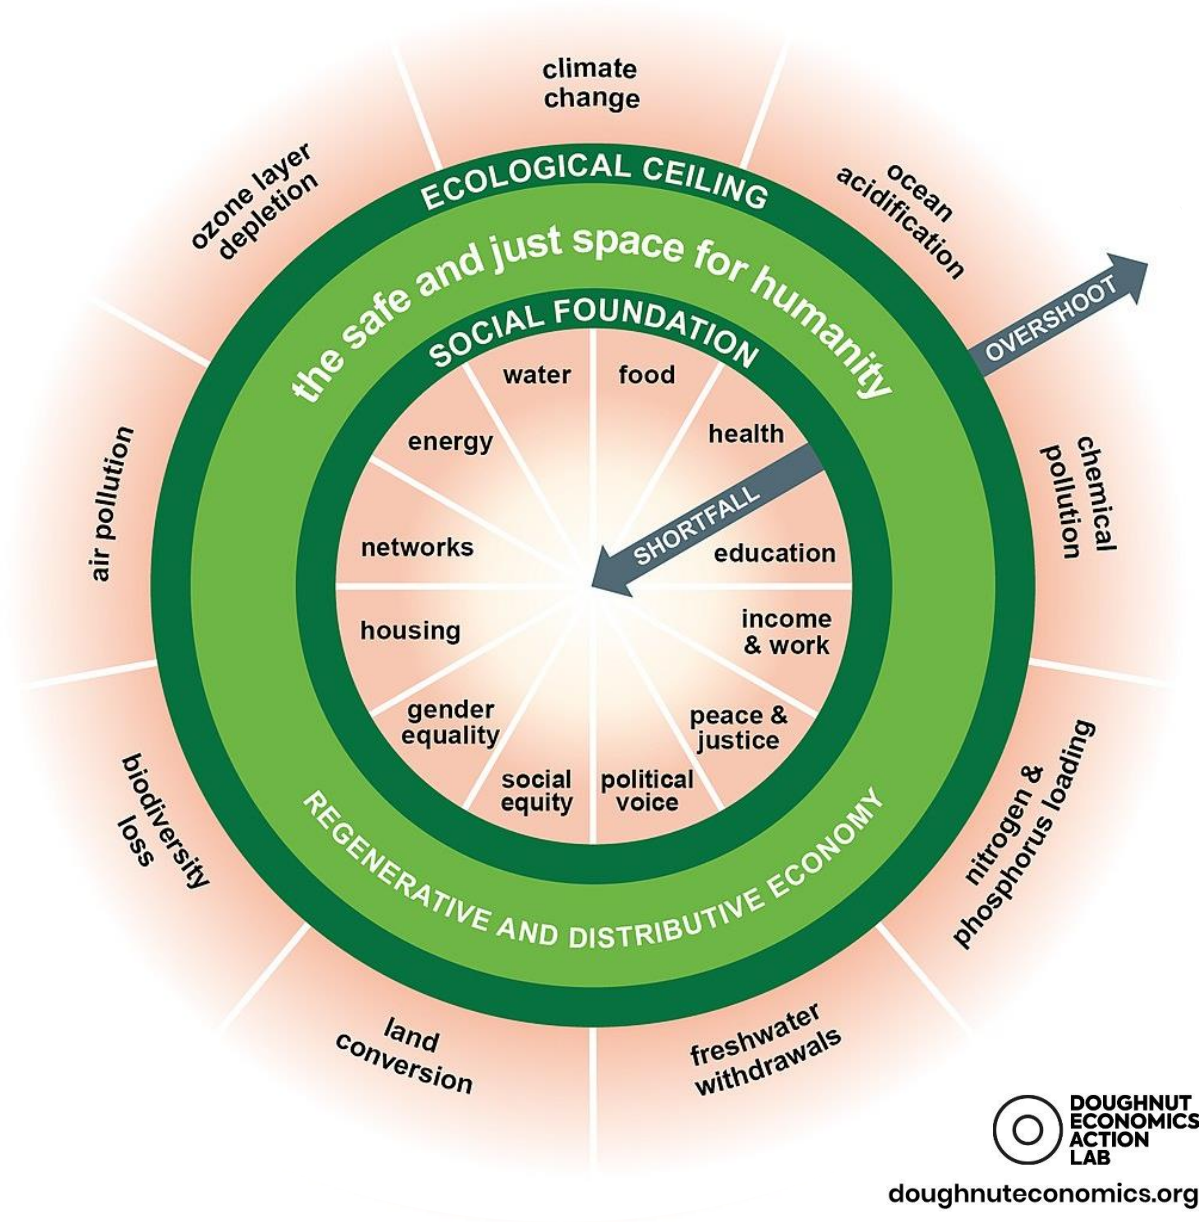 climate
change
ozone layer
depletion
ocean
acidification
ECOLOGICAL CEILING
the safe and just space for humanity
SOCIAL FOUNDATION
OVERSHOOT
water
food
energy
health
SHORTFALL
air pollution
chemical
pollution
networks
education
housing
income
& work
gender
equality
peace &
justice
social
equity
political
voice
biodiversity
loss
nitrogen &
phosphorus loading
REGENERATIVE AND DISTRIBUTIVE ECONOMY
land
conversion
freshwater
withdrawals
DOUGHNUT
ECONOMICS
ACTION
LAB
doughnuteconomics.org